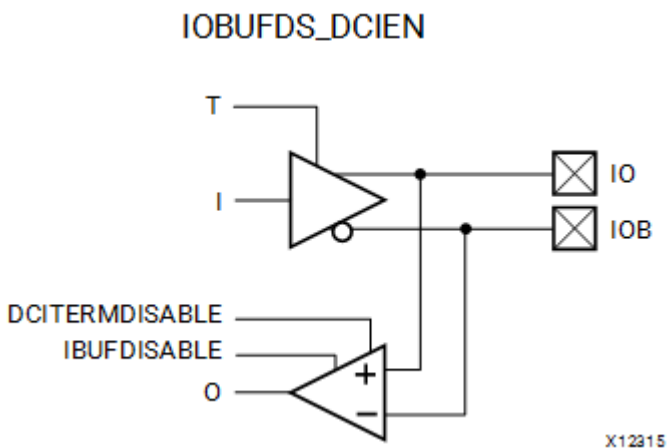 IOBUFDS_DCIEN
T
IO
I
IOB
DCITERMDISABLE
IBUFDISABLE
+
O
−
X12315